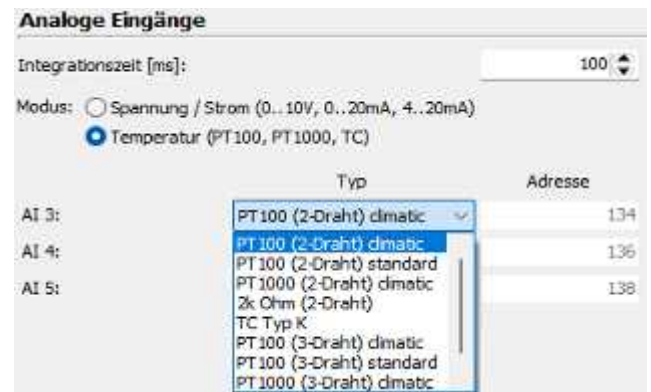 Analoge Eingänge
Integrationszeit [ms]: 100
Modus: Spannung / Strom (0..10V, 0..20mA, 4..20mA)
Temperatur (PT100, PT1000, TC)
Typ Adresse
AI 3: PT100 (2-Draht) climatic 134
AI 4: PT100 (2-Draht) climatic 136
PT100 (2-Draht) standard
AI 5: PT1000 (2-Draht) climatic 138
2k Ohm (2-Draht)
TC Typ K
PT100 (3-Draht) climatic
PT100 (3-Draht) standard
PT1000 (3-Draht) climatic